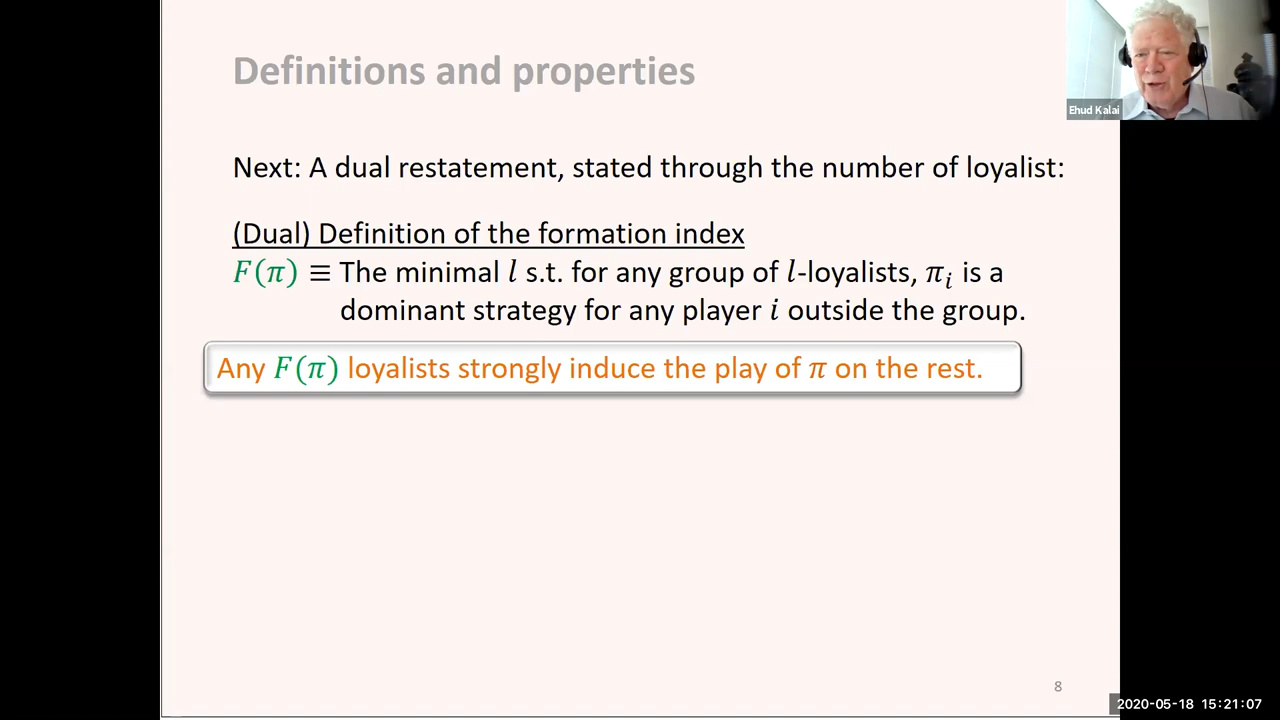 Definitions and properties
Ehud Kalai
Next: A dual restatement, stated through the number of loyalist:
(Dual) Definition of the formation index
F(π) ≡ The minimal l s.t. for any group of l-loyalists, πᵢ is a
dominant strategy for any player i outside the group.
Any F(π) loyalists strongly induce the play of π on the rest.
8
2020-05-18 15:21:07